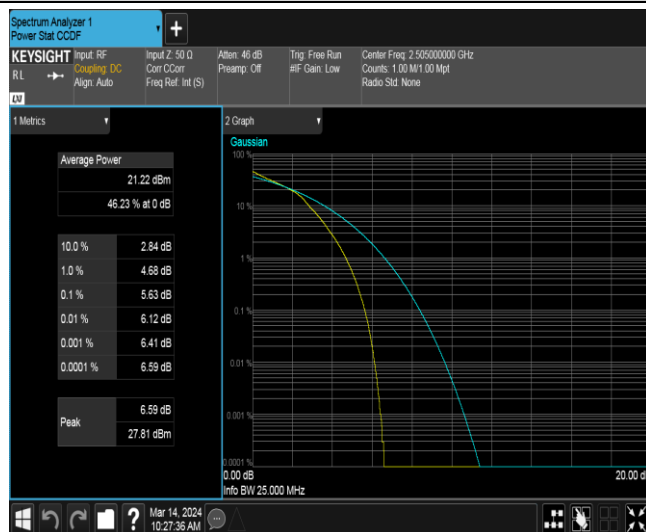 Spectrum Analyzer 1
Power Stat CCDF
+
KEYSIGHT
RL
LXI
Input: RF
Coupling: DC
Align: Auto
Input Z: 50 Ω
Corr CCorr
Freq Ref: Int (S)
Atten: 46 dB
Preamp: Off
Trig: Free Run
#IF Gain: Low
Center Freq: 2.505000000 GHz
Counts: 1.00 M/1.00 Mpt
Radio Std: None
1 Metrics
Average Power
21.22 dBm
46.23 % at 0 dB
10.0 % 2.84 dB
1.0 % 4.68 dB
0.1 % 5.63 dB
0.01 % 6.12 dB
0.001 % 6.41 dB
0.0001 % 6.59 dB
Peak
6.59 dB
27.81 dBm
2 Graph
Gaussian
100 %
10 %
1 %
0.1 %
0.01 %
0.001 %
0.0001 %
0.00 dB
20.00 d
Info BW 25.000 MHz
?
Mar 14, 2024
10:27:36 AM